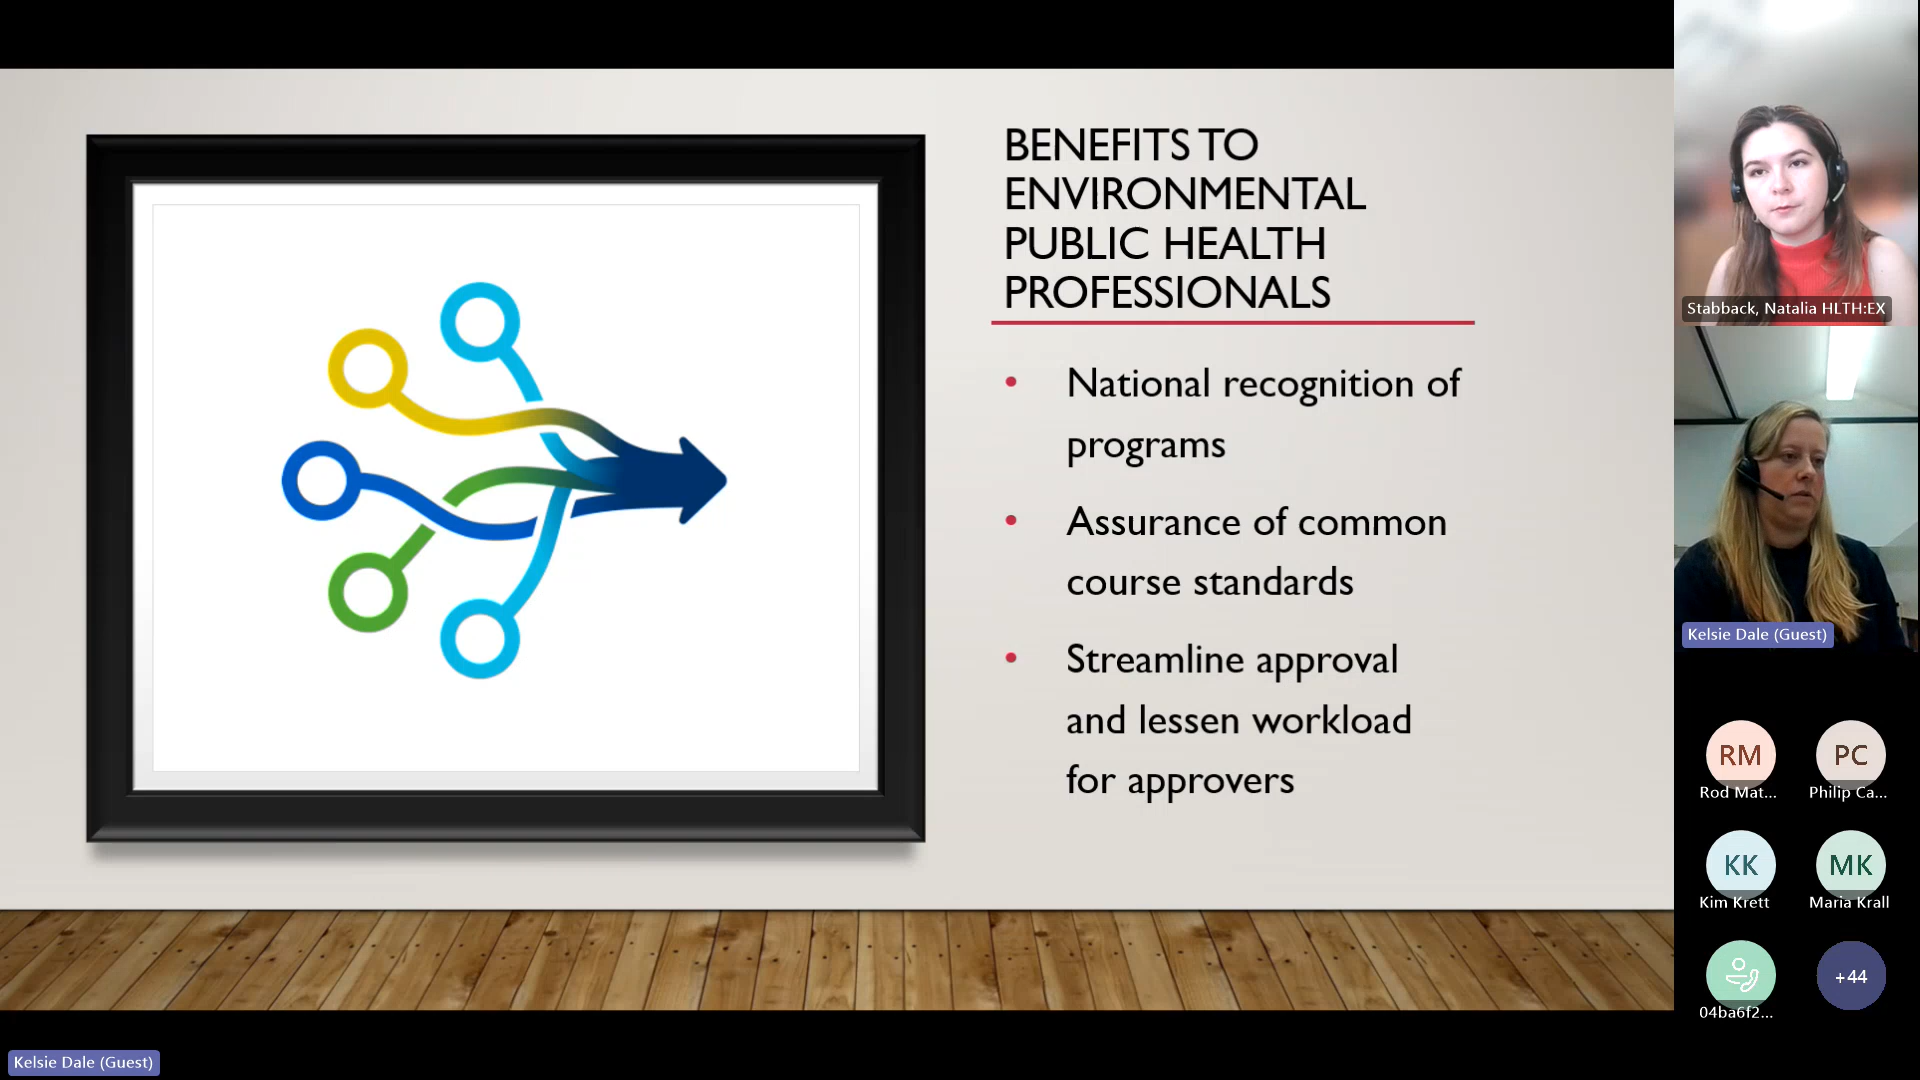 BENEFITS TO
ENVIRONMENTAL
PUBLIC HEALTH
PROFESSIONALS
• National recognition of
programs
• Assurance of common
course standards
• Streamline approval
and lessen workload
for approvers
Stabback, Natalia HLTH:EX
Kelsie Dale (Guest)
RM
Rod Mat...
PC
Philip Ca...
KK
Kim Krett
MK
Maria Krall
04ba6f2...
+44
Kelsie Dale (Guest)